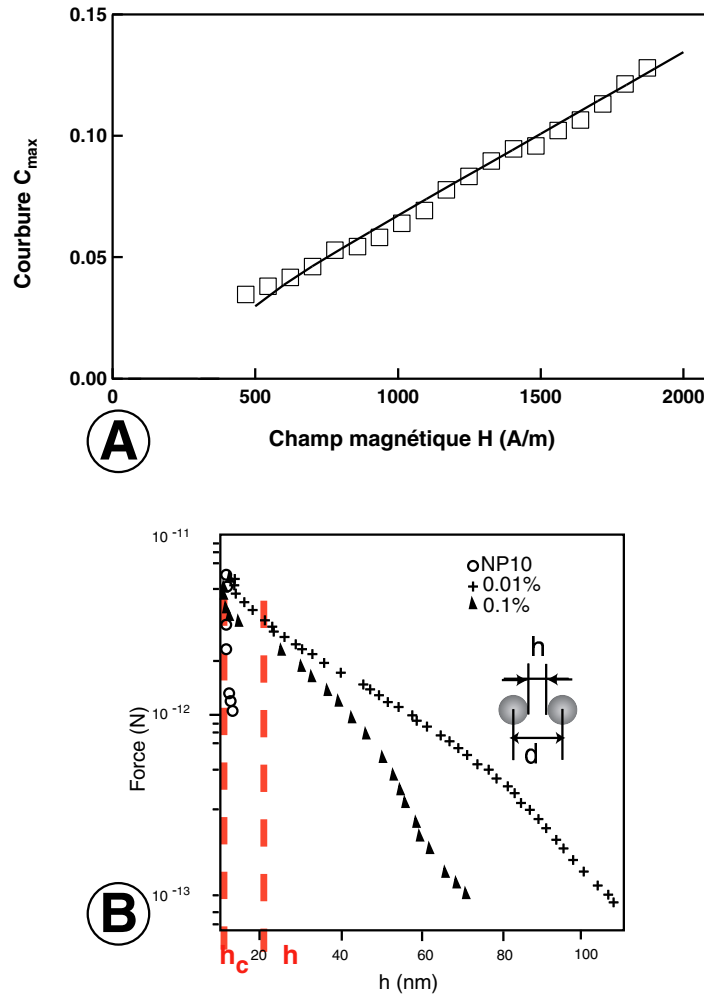 0.15
0.10
0.05
0.00
Courbure Cmax
0
500
1000
1500
2000
Champ magnétique H (A/m)
A
10-11
10-12
10-13
Force (N)
NP10
0.01%
0.1%
h
d
hc
h
20
40
60
80
100
h (nm)
B